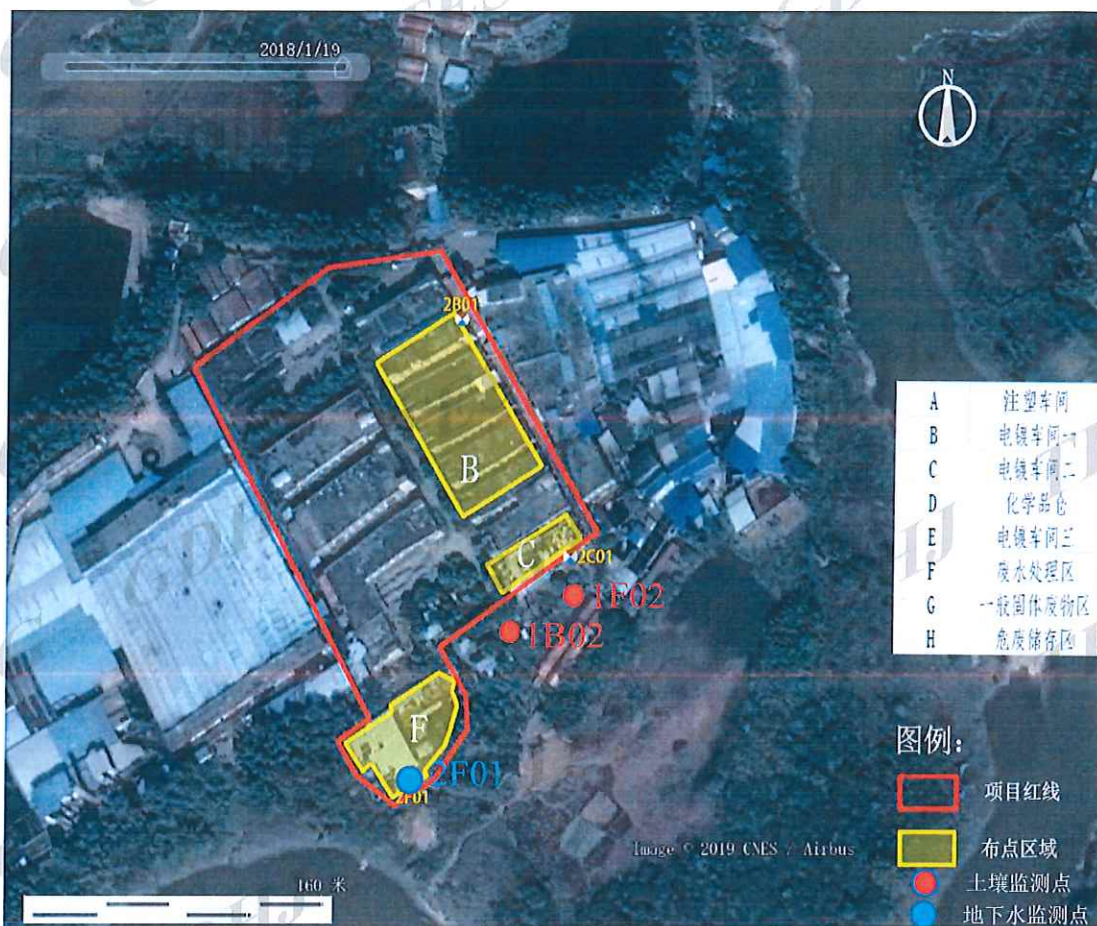 2018/1/19
N
2B01
B
C
2C01
1F02
1B02
F
2F01
2F01
A 注塑车间
B 电镀车间一
C 电镀车间二
D 化学品仓
E 电镀车间三
F 废水处理区
G 一般固体废物区
H 危废储存区
图例：
项目红线
布点区域
土壤监测点
地下水监测点
Image © 2019 CNES / Airbus
160 米